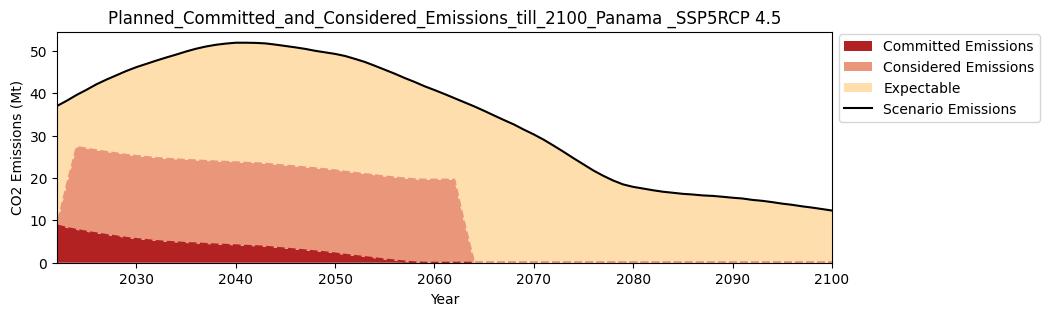 Planned_Committed_and_Considered_Emissions_till_2100_Panama _SSP5RCP 4.5
CO2 Emissions (Mt)
50
40
30
20
10
0
2030 2040 2050 2060 2070 2080 2090 2100
Year
Committed Emissions
Considered Emissions
Expectable
Scenario Emissions